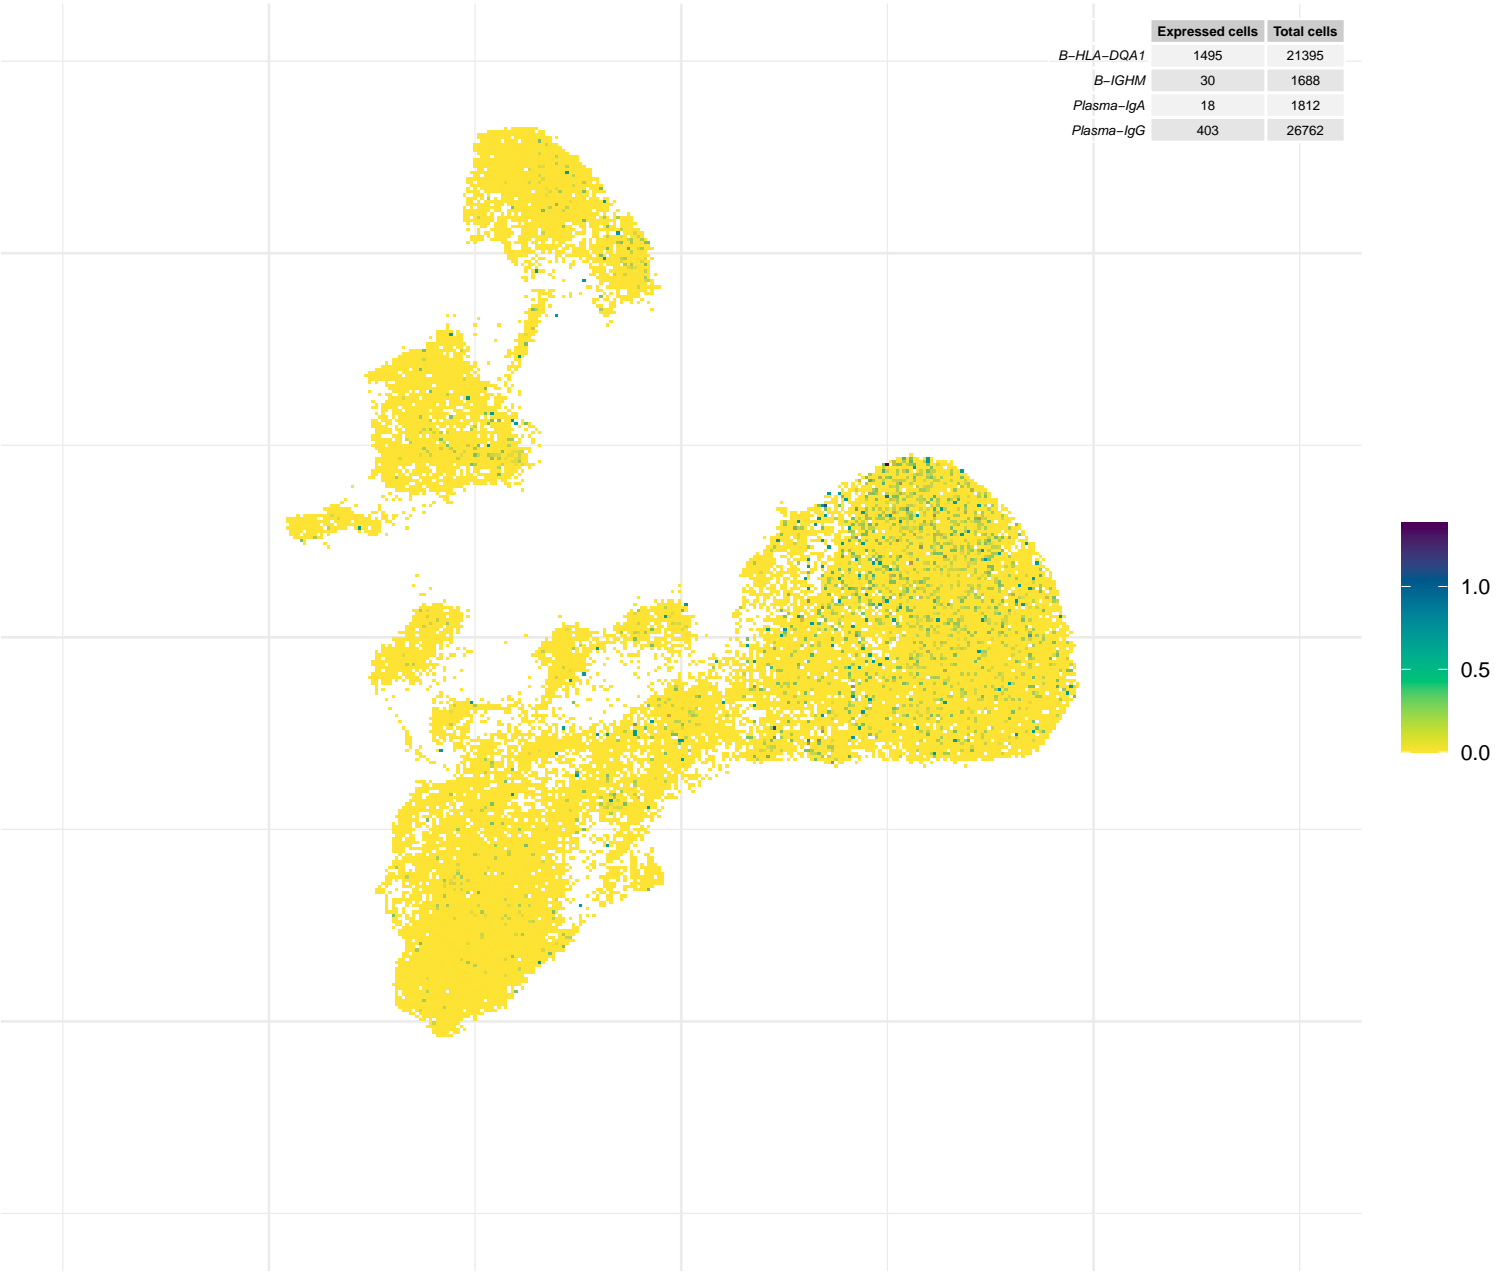 Expressed cells Total cells
B−HLA−DQA1 1495 21395
B−IGHM 30 1688
Plasma−IgA 18 1812
Plasma−IgG 403 26762
1.0
0.5
0.0